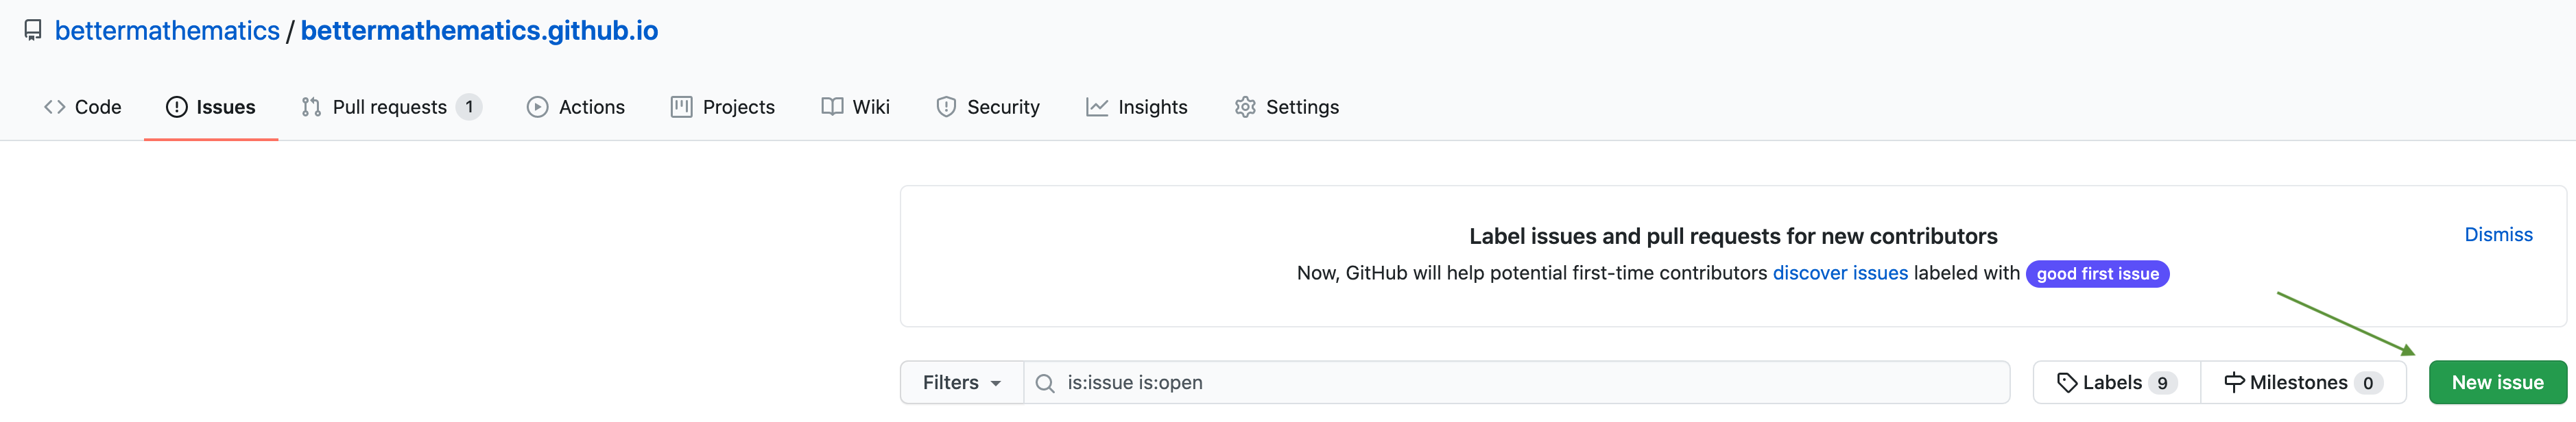 bettermathematics / bettermathematics.github.io
Code Issues Pull requests 1 Actions Projects Wiki Security Insights Settings
Label issues and pull requests for new contributors
Dismiss
Now, GitHub will help potential first-time contributors discover issues labeled with good first issue
Filters is:issue is:open Labels 9 Milestones 0 New issue